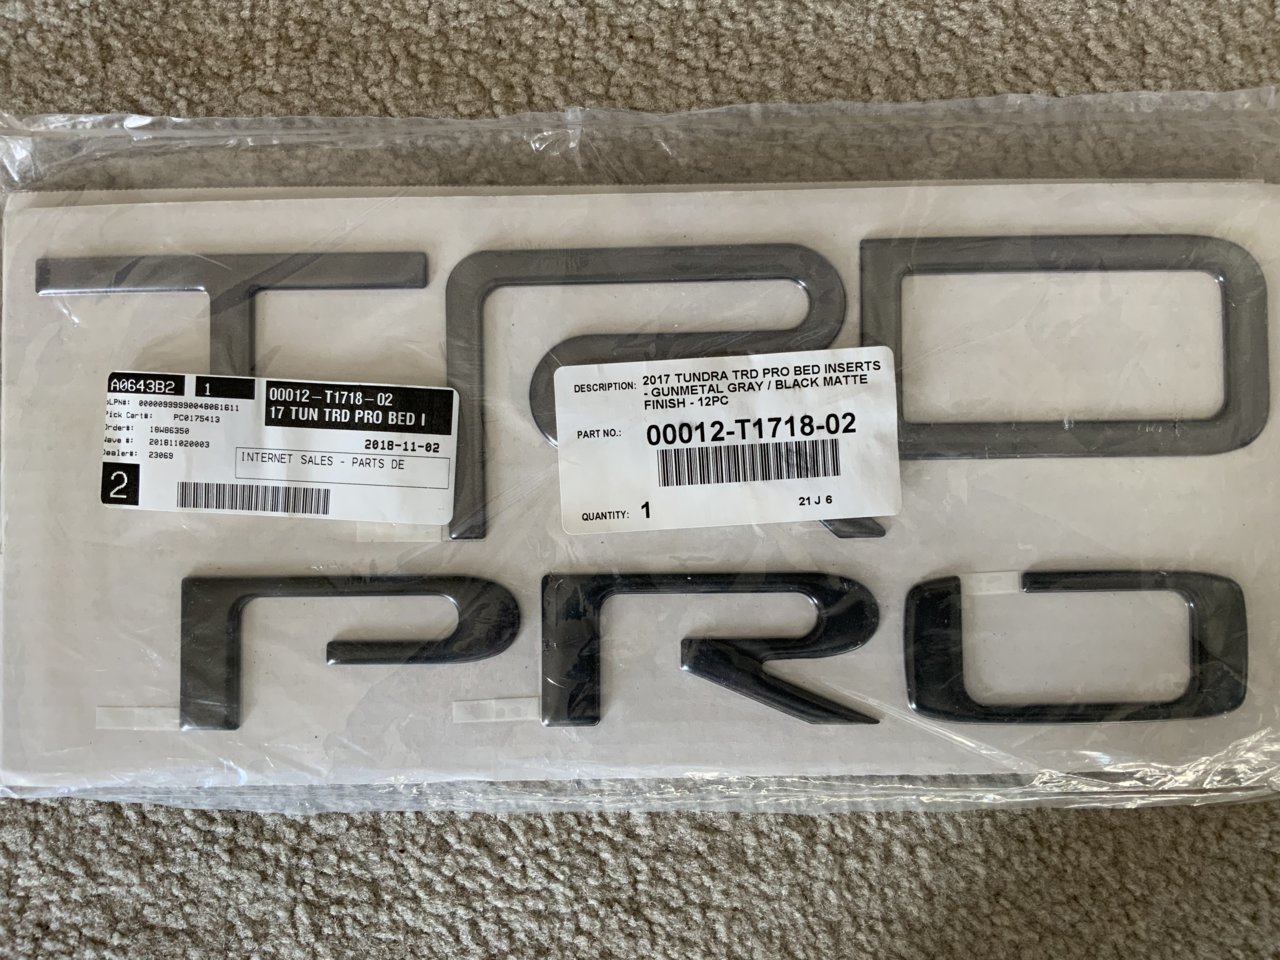 TRD
A0643B2 1
00012-T1718-02
17 TUN TRD PRO BED I
oLPN#: 0000999990048061611
Pick Cart#: PC0175413
Order#: 18W86350
Wave #: 201811020003
Dealer#: 23069
2018-11-02
INTERNET SALES - PARTS DE
2
DESCRIPTION: 2017 TUNDRA TRD PRO BED INSERTS
- GUNMETAL GRAY / BLACK MATTE
FINISH - 12PC
PART NO.: 00012-T1718-02
QUANTITY: 1
21 J 6
PRO